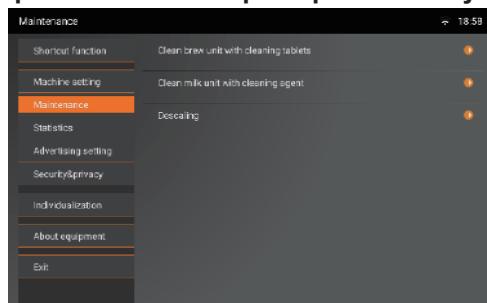 Maintenance 18:58
Shortcut function
Clean brew unit with cleaning tablets
Machine setting
Clean milk unit with cleaning agent
Maintenance
Descaling
Statistics
Advertising setting
Security&privacy
Individualization
About equipment
Exit